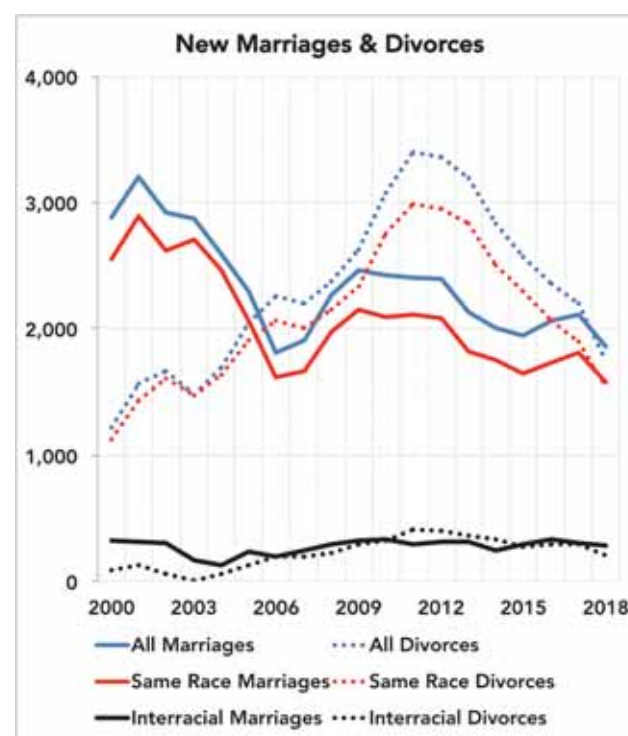 New Marriages & Divorces
4,000
3,000
2,000
1,000
0
2000 2003 2006 2009 2012 2015 2018
All Marriages All Divorces
Same Race Marriages Same Race Divorces
Interracial Marriages Interracial Divorces